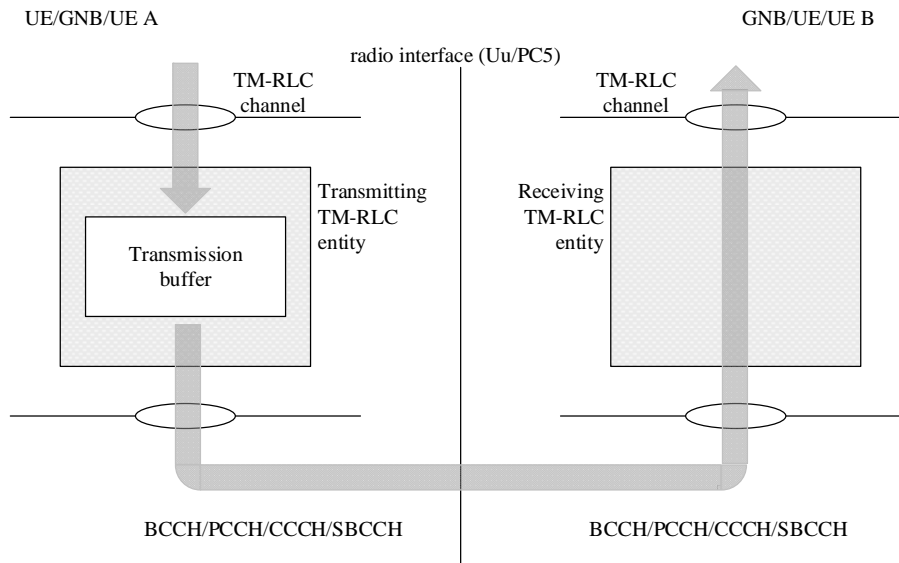 UE/GNB/UE A
GNB/UE/UE B
radio interface (Uu/PC5)
TM-RLC
channel
TM-RLC
channel
Transmitting
TM-RLC
entity
Receiving
TM-RLC
entity
Transmission
buffer
BCCH/PCCH/CCCH/SBCCH
BCCH/PCCH/CCCH/SBCCH